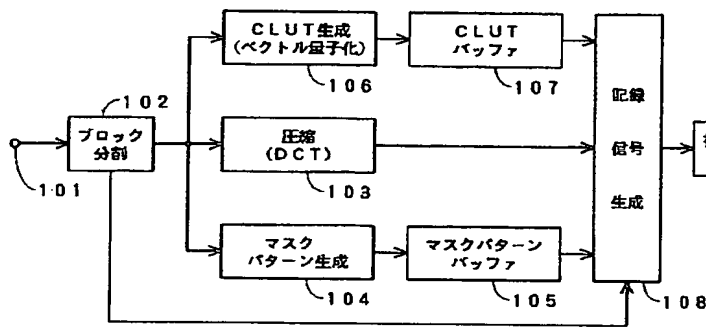 CLUT生成
(ベクトル量子化)
106
CLUT
バッファ
107
102
ブロック
分割
101
圧縮
(DCT)
103
マスク
パターン生成
104
マスクパターン
バッファ
105
記録
信号
生成
108